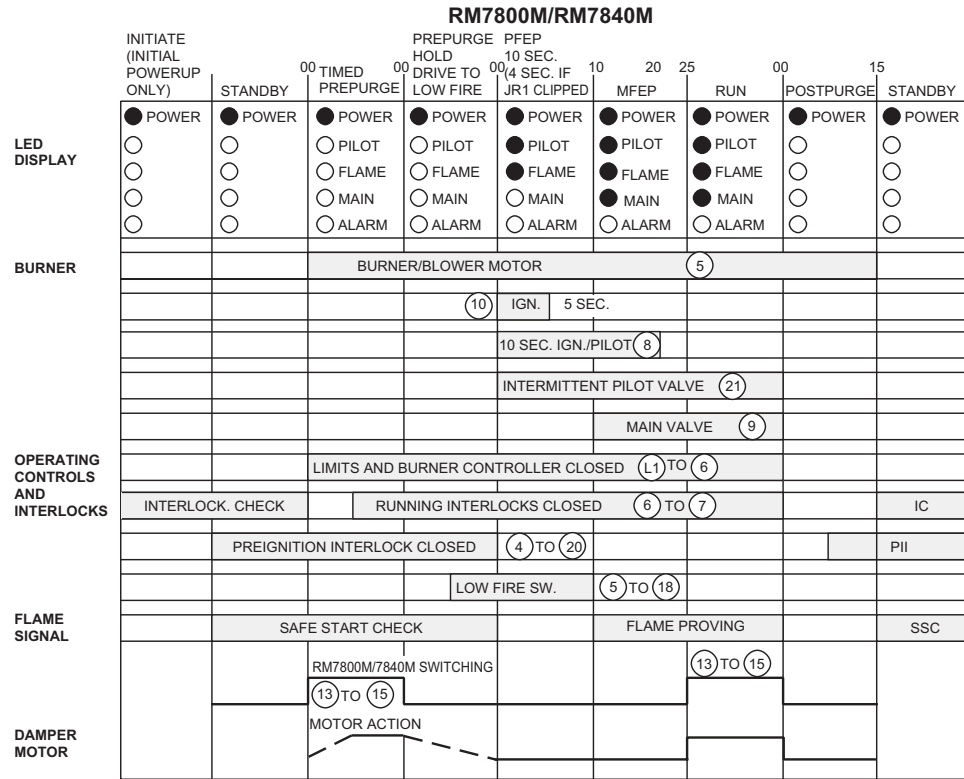 RM7800M/RM7840M
INITIATE
(INITIAL
POWERUP
ONLY)
STANDBY
00
TIMED
PREPURGE
00
PREPURGE
HOLD
DRIVE TO
LOW FIRE
00
PFEP
10 SEC.
(4 SEC. IF
JR1 CLIPPED
10
MFEP
20
25
RUN
00
POSTPURGE
15
STANDBY
LED
DISPLAY
POWER POWER POWER POWER POWER POWER POWER POWER POWER
PILOT PILOT PILOT PILOT PILOT
FLAME FLAME FLAME FLAME FLAME
MAIN MAIN MAIN MAIN MAIN
ALARM ALARM ALARM ALARM ALARM
BURNER
BURNER/BLOWER MOTOR 5
10 IGN. 5 SEC.
10 SEC. IGN./PILOT 8
INTERMITTENT PILOT VALVE 21
MAIN VALVE 9
OPERATING
CONTROLS
AND
INTERLOCKS
LIMITS AND BURNER CONTROLLER CLOSED L1 TO 6
INTERLOCK. CHECK RUNNING INTERLOCKS CLOSED 6 TO 7 IC
PREIGNITION INTERLOCK CLOSED 4 TO 20 PII
LOW FIRE SW. 5 TO 18
FLAME
SIGNAL
SAFE START CHECK FLAME PROVING SSC
RM7800M/7840M SWITCHING 13 TO 15
13 TO 15
DAMPER
MOTOR
MOTOR ACTION